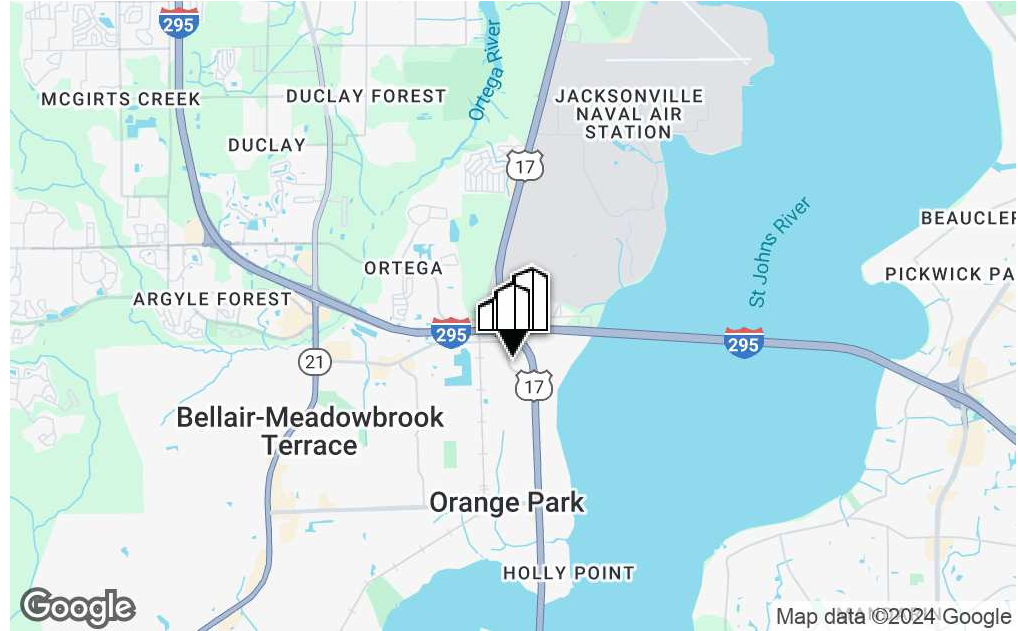 295
MCGIRTS CREEK
DUCLAY FOREST
Ortega River
JACKSONVILLE
NAVAL AIR
STATION
DUCLAY
17
St Johns River
BEAUCLER
ORTEGA
PICKWICK PA
ARGYLE FOREST
295
295
21
17
Bellair-Meadowbrook
Terrace
Orange Park
HOLLY POINT
Google
Map data ©2024 Google